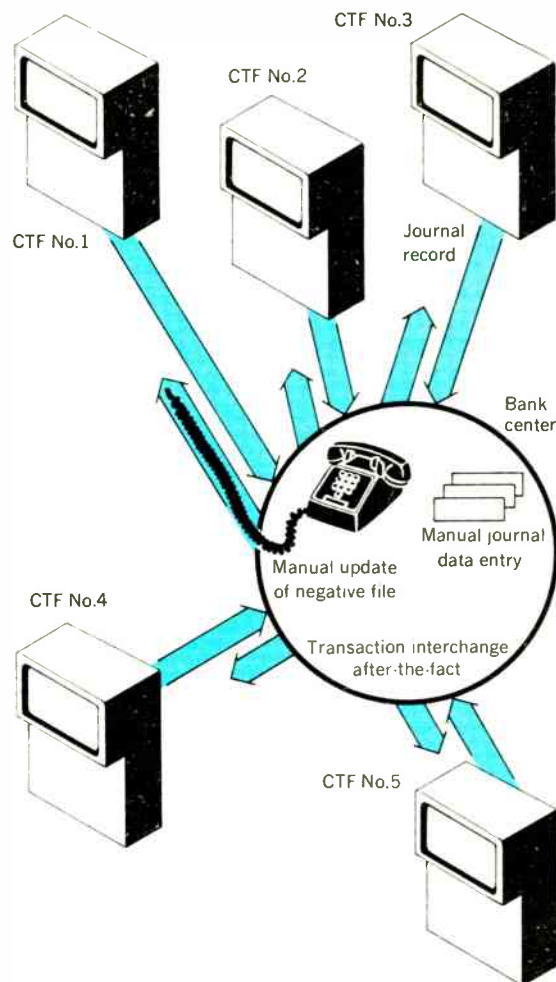 CTF No.3
CTF No.2
CTF No.1
Journal
record
Bank
center
Manual journal
data entry
Manual update
of negative file
CTF No.4
Transaction interchange
after-the-fact
CTF No.5